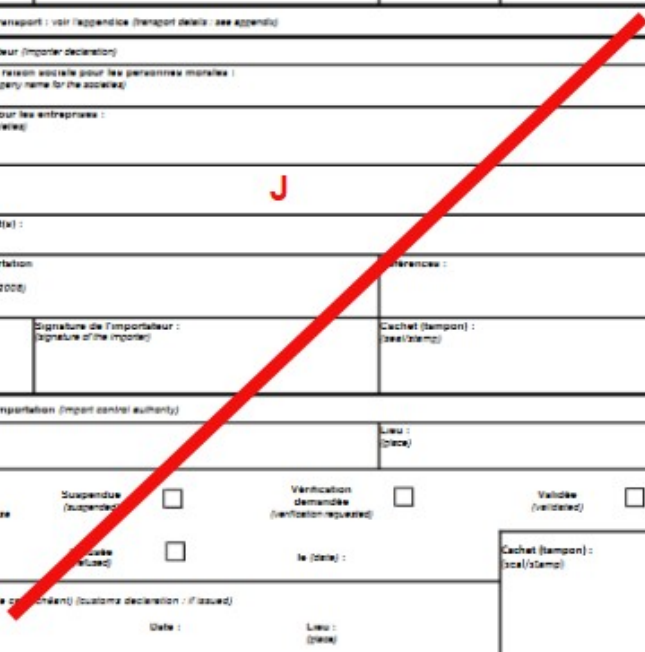 transport : voir l'appendice (transport details : see appendix)
teur (importer declaration)
raison sociale pour les personnes morales :
pany name for the societies)
our les entreprises :
J
t(s) :
rtation
érences :
2008)
Signature de l'importateur :
(signature of the importer)
Cachet (tampon) :
(seal/stamp)
mportation (import control authority)
Lieu :
(place)
Suspendue
(suspended)
Vérification
demandée
(verification requested)
Validée
(validated)
le (date) :
Cachet (tampon) :
(seal/stamp)
(customs declaration : if issued)
Date :
Lieu :
(place)